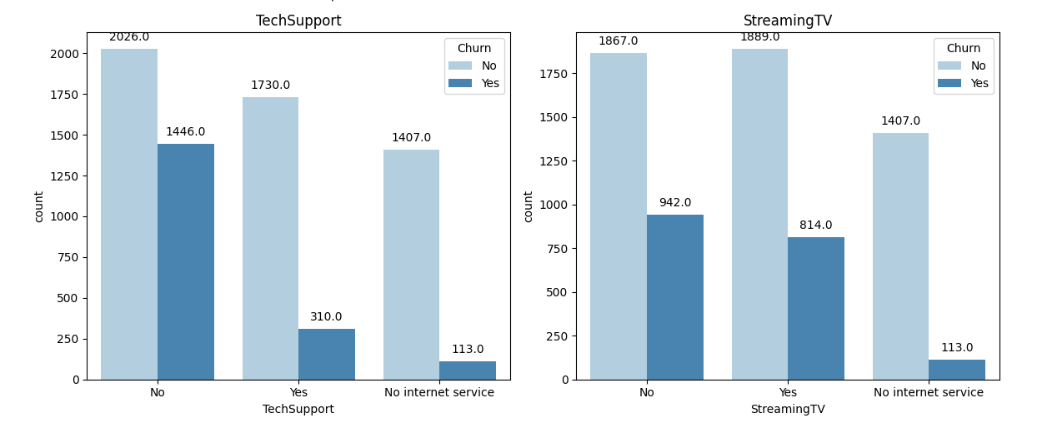 TechSupport
2026.0
1446.0
1730.0
310.0
1407.0
113.0
Churn
No
Yes
2000
1750
1500
1250
1000
750
500
250
0
count
No
Yes
No internet service
TechSupport
StreamingTV
1867.0
942.0
1889.0
814.0
1407.0
113.0
Churn
No
Yes
1750
1500
1250
1000
750
500
250
0
count
No
Yes
No internet service
StreamingTV